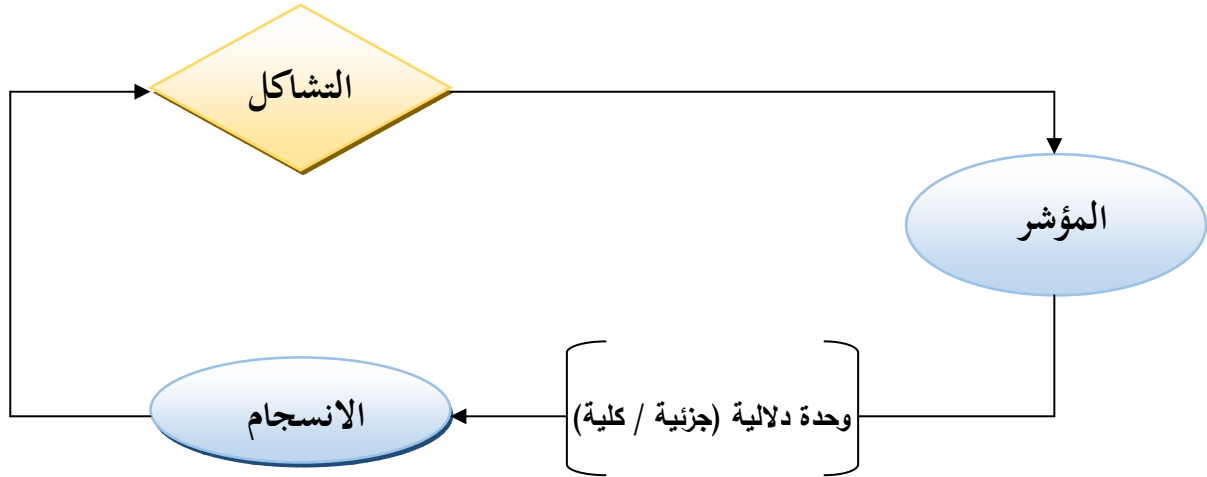 التشاكل
المؤشر
وحدة دلالية (جزئية / كلية)
الانسجام